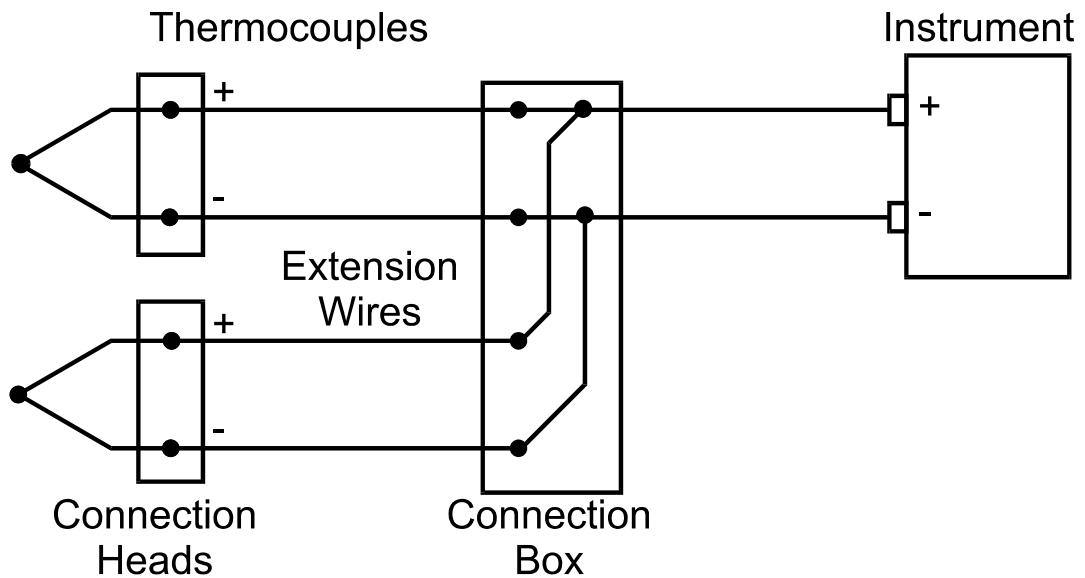 Thermocouples
Instrument
+
+
-
-
Extension
Wires
+
-
Connection
Heads
Connection
Box